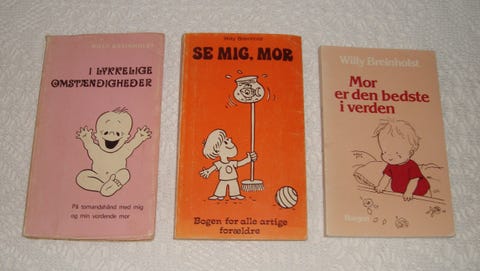 WILLY BREINHOLST
I LYKKELIGE
OMSTÆNDIGHEDER
På tomandshånd med mig
og min vordende mor
Willy Breinholst
SE MIG, MOR
Bogen for alle artige
forældre
Willy Breinholst
Mor
er den bedste
i verden
Bogan